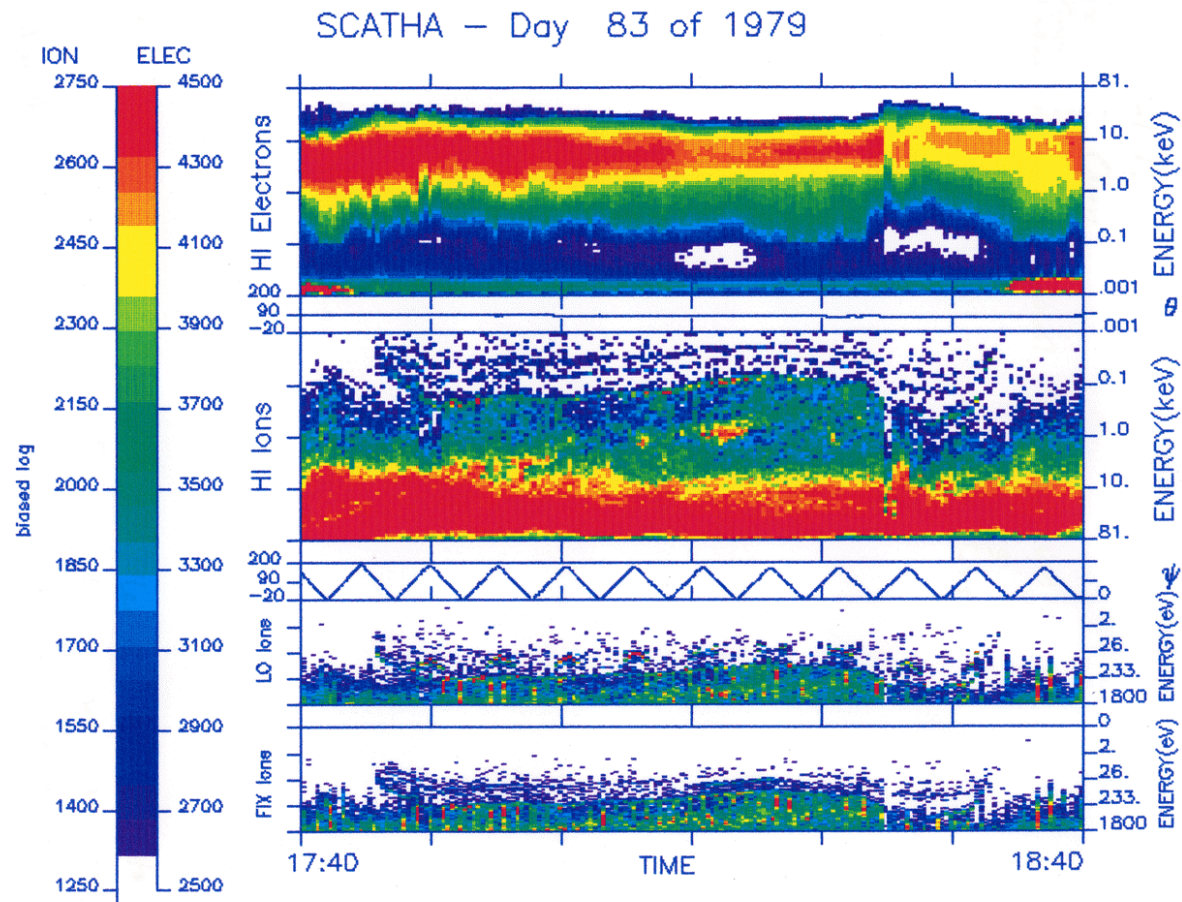 SCATHA – Day 83 of 1979
ION ELEC
2750 4500
2600 4300
2450 4100
2300 3900
2150 3700
2000 3500
1850 3300
1700 3100
1550 2900
1400 2700
1250 2500
biased log
HI Electrons
81.
10.
1.0
0.1
.001
ENERGY(keV)
200
90
-20
θ
HI Ions
.001
0.1
1.0
10.
81.
ENERGY(keV)
200
90
-20
0
ψ
LO Ions
2.
26.
233.
1800
ENERGY(eV)
0
FIX Ions
2.
26.
233.
1800
ENERGY(eV)
17:40 TIME 18:40